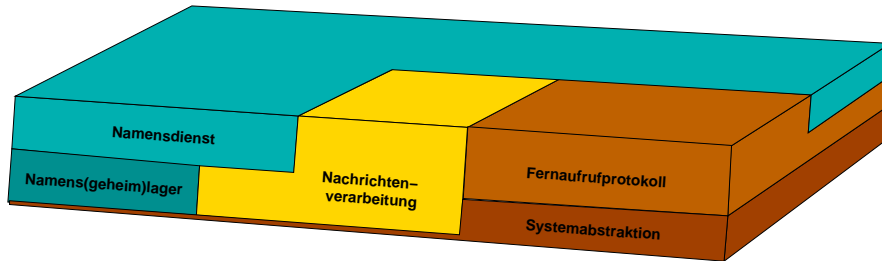 Namensdienst
Namens(geheim)lager
Nachrichten–
verarbeitung
Fernaufrufprotokoll
Systemabstraktion